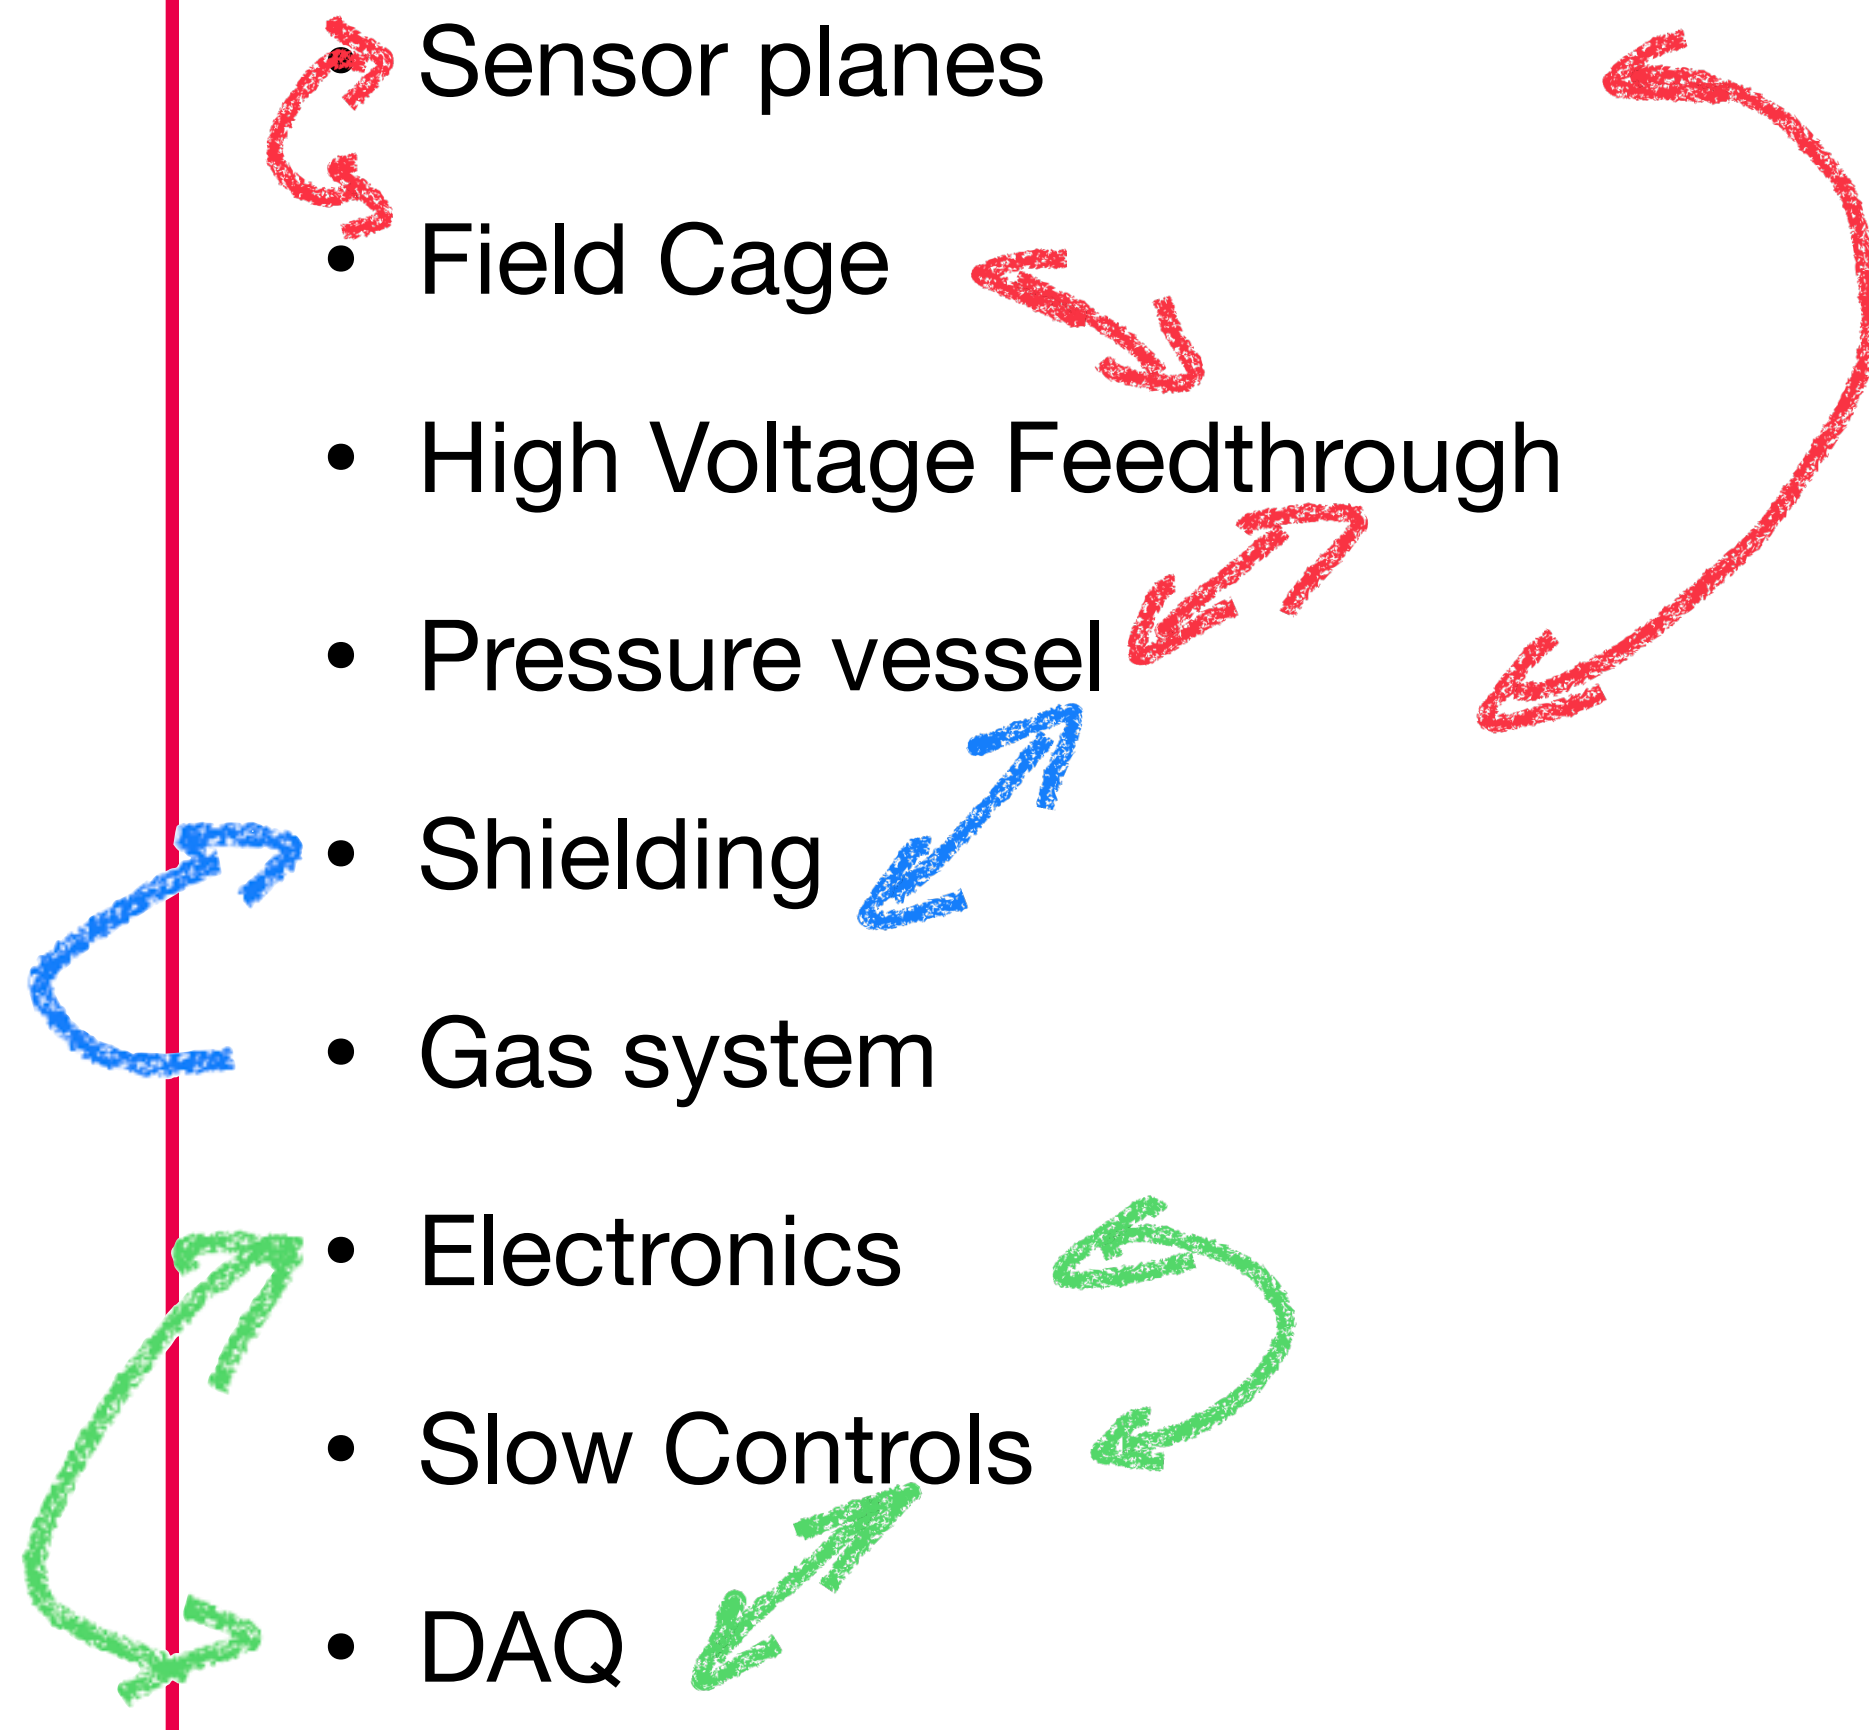 • Sensor planes
• Field Cage
• High Voltage Feedthrough
• Pressure vessel
• Shielding
• Gas system
• Electronics
• Slow Controls
• DAQ